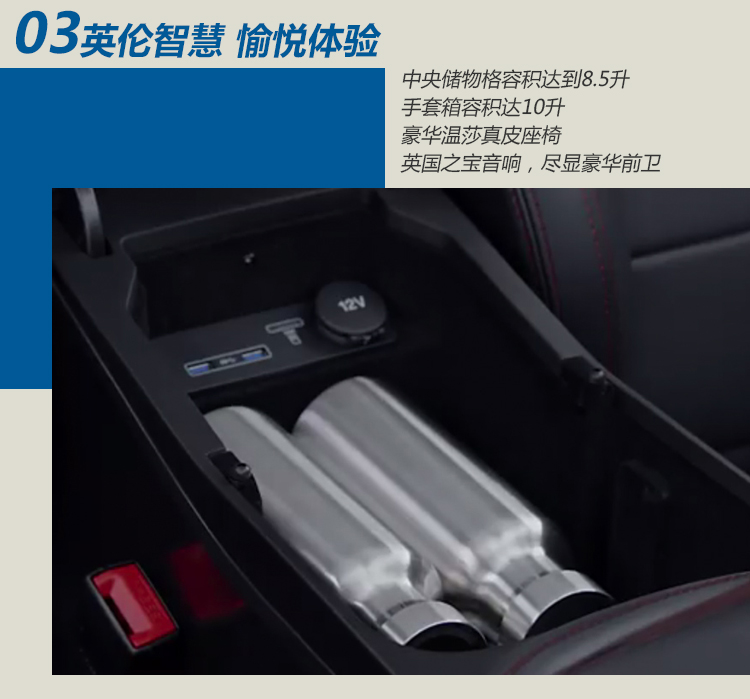 03英伦智慧 愉悦体验
中央储物格容积达到8.5升
手套箱容积达10升
豪华温莎真皮座椅
英国之宝音响，尽显豪华前卫
12V